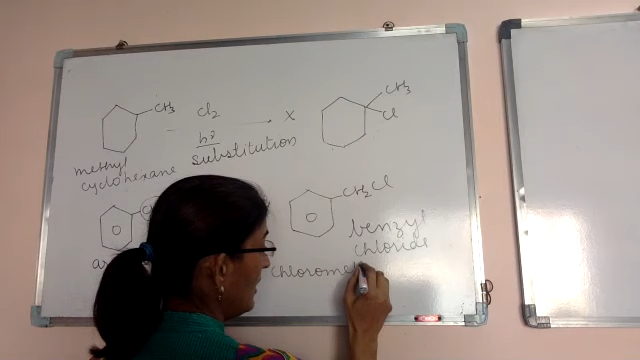 CH3 Cl2 → X CH3
hν Cl
methyl substitution
cyclohexane
CH2Cl
benzyl
chloride
chlorome